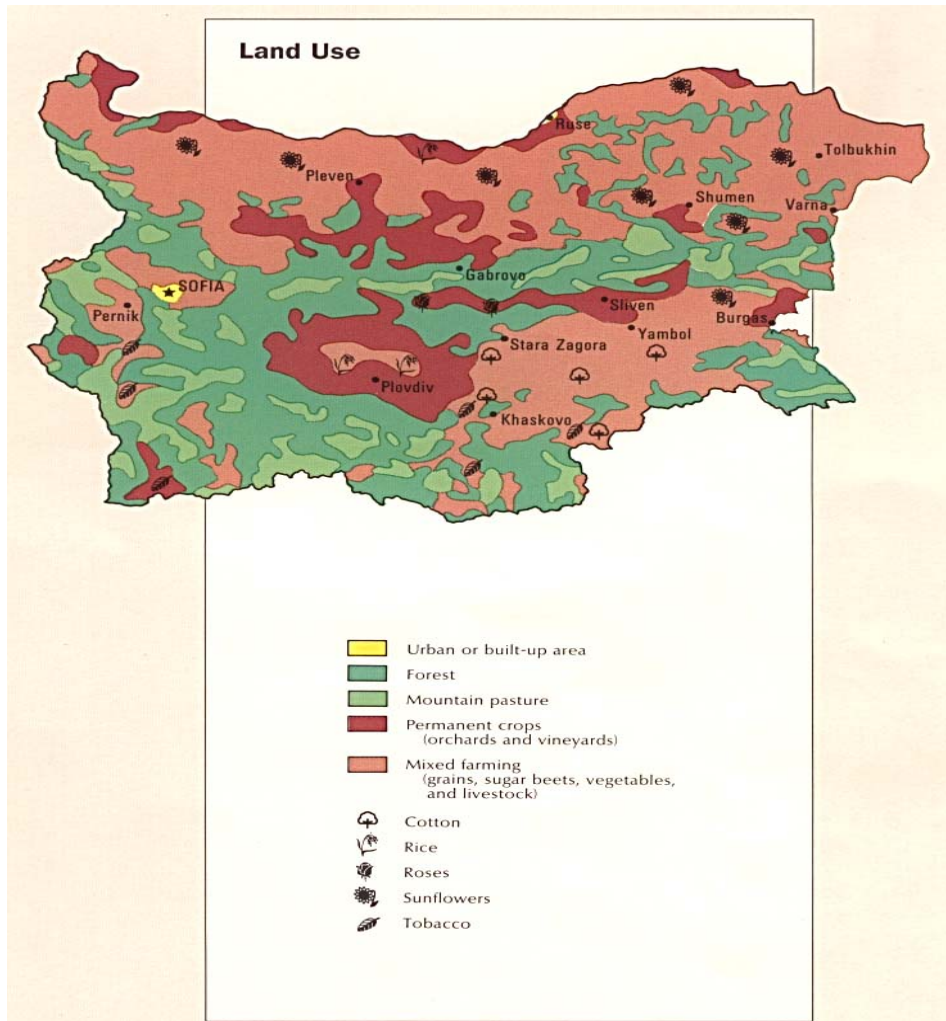 Land Use
Ruse
Tolbukhin
Pleven
Shumen
Varna
Gabrovo
SOFIA
Sliven
Pernik
Burgas
Yambol
Stara Zagora
Plovdiv
Khaskovo
Urban or built-up area
Forest
Mountain pasture
Permanent crops
(orchards and vineyards)
Mixed farming
(grains, sugar beets, vegetables,
and livestock)
Cotton
Rice
Roses
Sunflowers
Tobacco